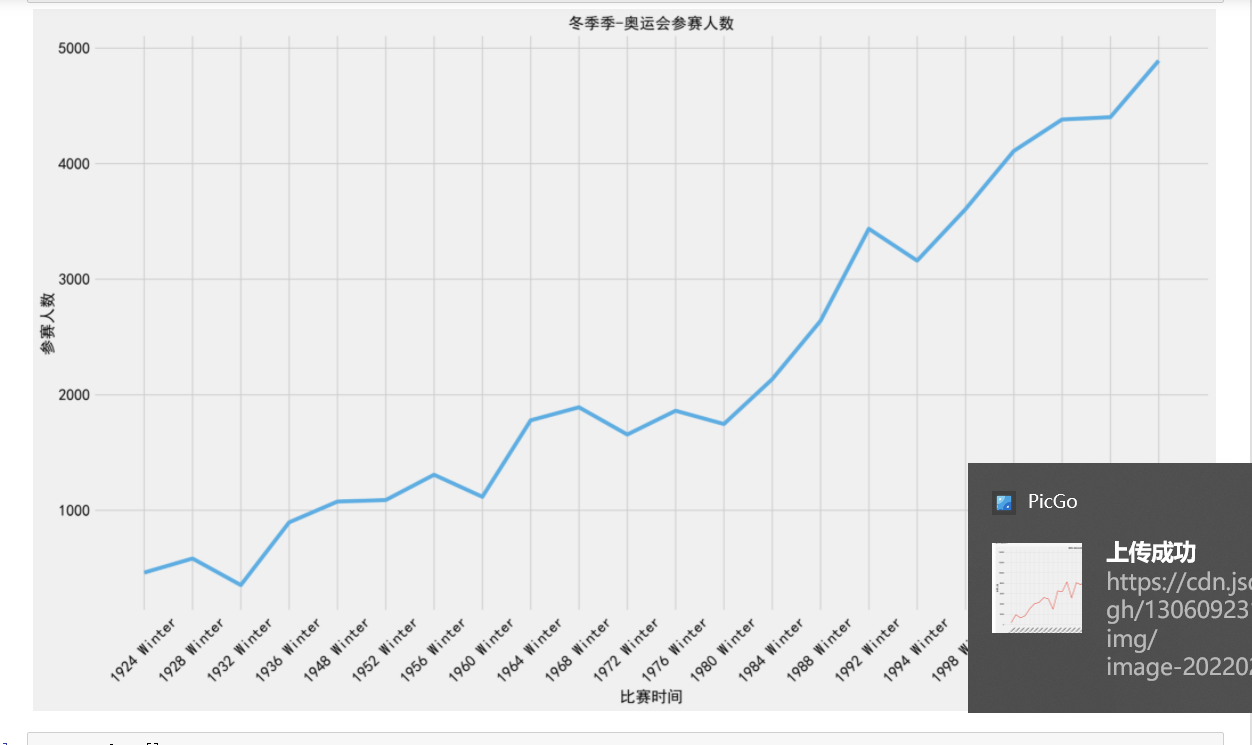 冬季季-奥运会参赛人数
5000
4000
3000
2000
1000
参赛人数
1924 Winter
1928 Winter
1932 Winter
1936 Winter
1948 Winter
1952 Winter
1956 Winter
1960 Winter
1964 Winter
1968 Winter
1972 Winter
1976 Winter
1980 Winter
1984 Winter
1988 Winter
1992 Winter
1994 Winter
1998 W
比赛时间
PicGo
上传成功
https://cdn.js
gh/13060923
img/
image-20220